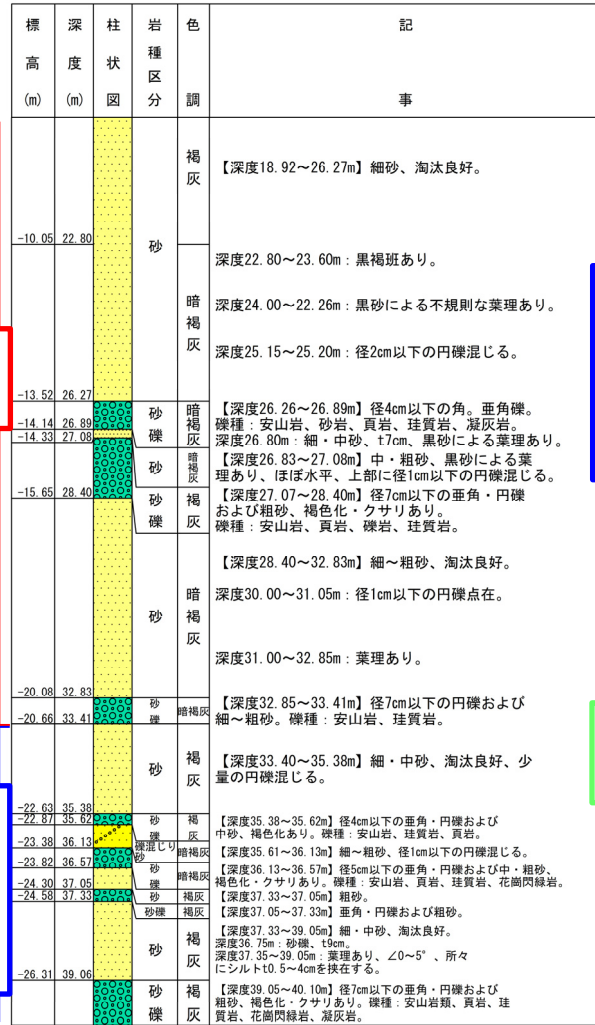 標高(m) 深度(m) 柱状図 岩種区分 色調 記事
砂
褐灰
【深度18.92～26.27m】細砂、淘汰良好。
-10.05 22.80
暗褐灰
深度22.80～23.60m：黒褐班あり。
深度24.00～22.26m：黒砂による不規則な葉理あり。
深度25.15～25.20m：径2cm以下の円礫混じる。
-13.52 26.27
砂礫
暗褐灰
【深度26.26～26.89m】径4cm以下の角。亜角礫。
礫種：安山岩、砂岩、頁岩、珪質岩、凝灰岩。
深度26.80m：細・中砂、t7cm、黒砂による葉理あり。
-14.14 26.89
砂
暗褐灰
【深度26.83～27.08m】中・粗砂、黒砂による葉
理あり、ほぼ水平、上部に径1cm以下の円礫混じる。
-14.33 27.08
砂礫
褐灰
【深度27.07～28.40m】径7cm以下の亜角・円礫
および粗砂、褐色化・クサリあり。
礫種：安山岩、頁岩、礫岩、珪質岩。
-15.65 28.40
砂
暗褐灰
【深度28.40～32.83m】細～粗砂、淘汰良好。
深度30.00～31.05m：径1cm以下の円礫点在。
深度31.00～32.85m：葉理あり。
-20.08 32.83
砂礫
暗褐灰
【深度32.85～33.41m】径7cm以下の円礫および
細～粗砂。礫種：安山岩、珪質岩。
-20.66 33.41
砂
褐灰
【深度33.40～35.38m】細・中砂、淘汰良好、少
量の円礫混じる。
-22.63 35.38
砂礫
褐灰
【深度35.38～35.62m】径4cm以下の亜角・円礫および
中砂、褐色化あり。礫種：安山岩、珪質岩、頁岩。
-22.87 35.62
礫混じり砂
暗褐灰
【深度35.61～36.13m】細～粗砂、径1cm以下の円礫混じる。
-23.38 36.13
砂礫
暗褐灰
【深度36.13～36.57m】径5cm以下の亜角・円礫および中・粗砂、
褐色化・クサリあり。礫種：安山岩、頁岩、珪質岩、花崗閃緑岩。
-23.82 36.57
砂
褐灰
【深度37.33～37.05m】粗砂。
-24.30 37.05
砂礫
褐灰
【深度37.05～37.33m】亜角・円礫および粗砂。
-24.58 37.33
砂
褐灰
【深度37.33～39.05m】細・中砂、淘汰良好。
深度36.75m：砂礫、t9cm。
深度37.35～39.05m：葉理あり、∠0～5°、所々
にシルトt0.5～4cmを挟在する。
-26.31 39.06
砂礫
褐灰
【深度39.05～40.10m】径7cm以下の亜角・円礫および
粗砂、褐色化・クサリあり。礫種：安山岩類、頁岩、珪
質岩、花崗閃緑岩、凝灰岩。